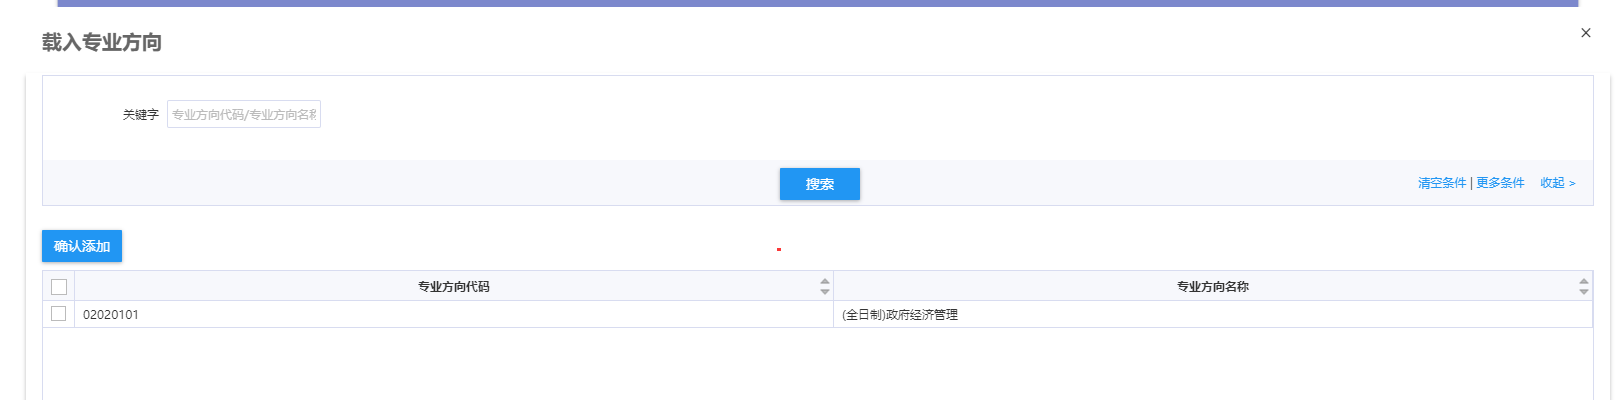 载入专业方向
×
关键字 专业方向代码/专业方向名称
搜索
清空条件 | 更多条件 收起 >
确认添加
专业方向代码 专业方向名称
02020101 (全日制)政府经济管理